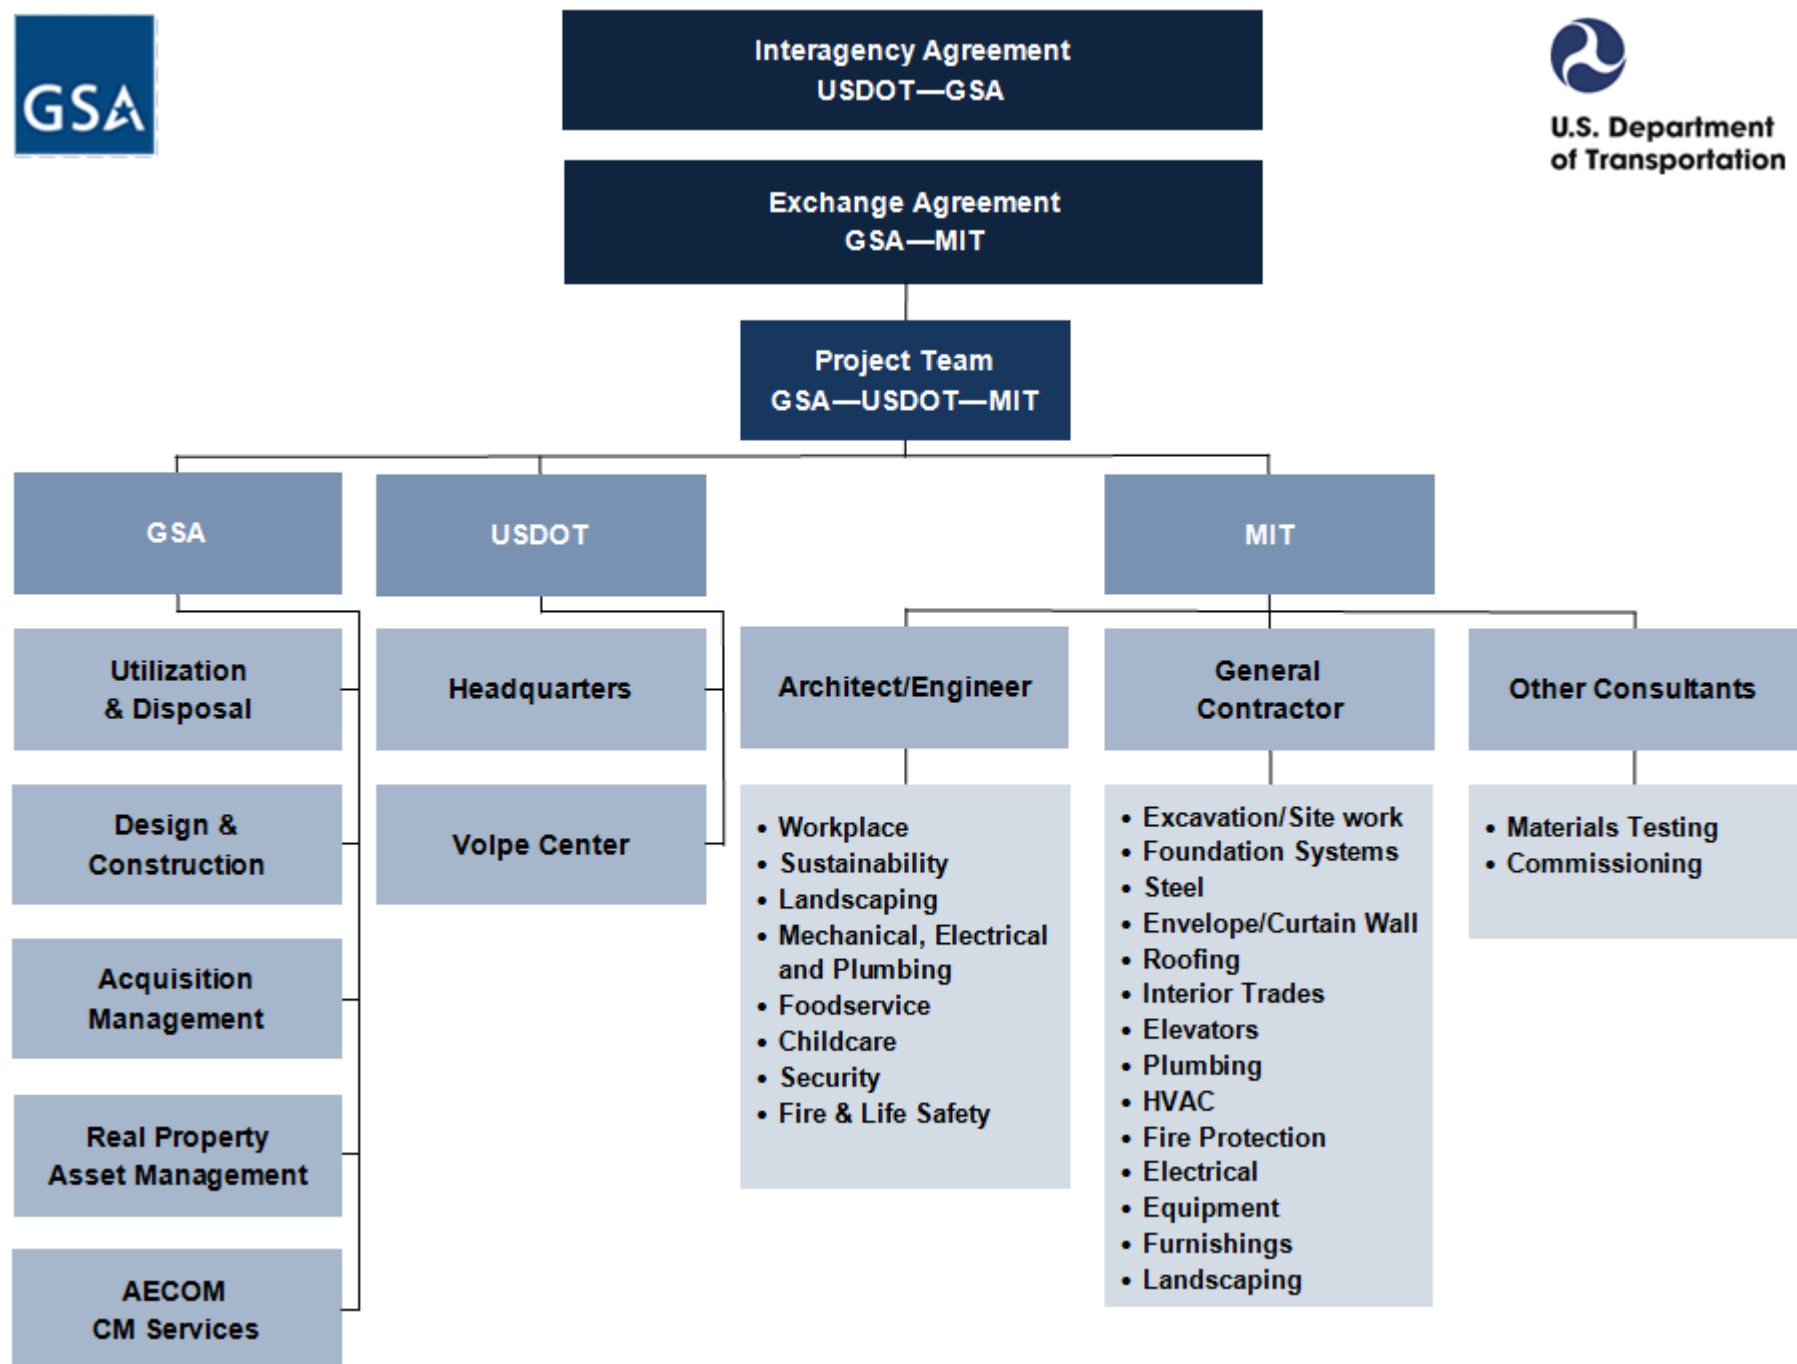 GSA
Interagency Agreement
USDOT—GSA
U.S. Department
of Transportation
Exchange Agreement
GSA—MIT
Project Team
GSA—USDOT—MIT
GSA
USDOT
MIT
Utilization
& Disposal
Design &
Construction
Acquisition
Management
Real Property
Asset Management
AECOM
CM Services
Headquarters
Volpe Center
Architect/Engineer
• Workplace
• Sustainability
• Landscaping
• Mechanical, Electrical
and Plumbing
• Foodservice
• Childcare
• Security
• Fire & Life Safety
General
Contractor
• Excavation/Site work
• Foundation Systems
• Steel
• Envelope/Curtain Wall
• Roofing
• Interior Trades
• Elevators
• Plumbing
• HVAC
• Fire Protection
• Electrical
• Equipment
• Furnishings
• Landscaping
Other Consultants
• Materials Testing
• Commissioning